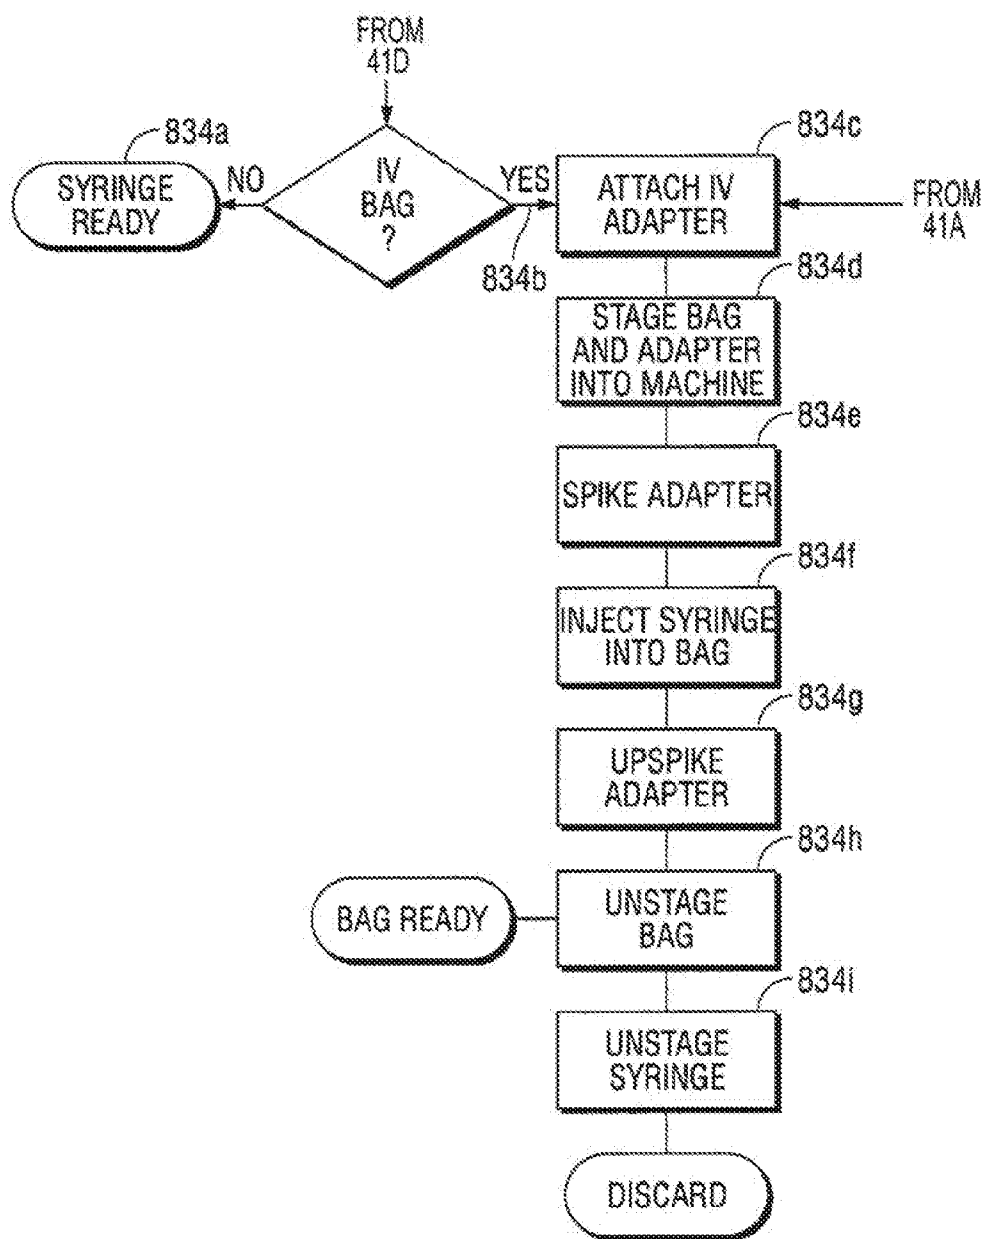 FROM
41D
834a
834c
SYRINGE
READY
NO
IV
BAG
?
YES
834b
ATTACH IV
ADAPTER
FROM
41A
834d
STAGE BAG
AND ADAPTER
INTO MACHINE
834e
SPIKE ADAPTER
834f
INJECT SYRINGE
INTO BAG
834g
UPSPIKE
ADAPTER
834h
BAG READY
UNSTAGE
BAG
834i
UNSTAGE
SYRINGE
DISCARD